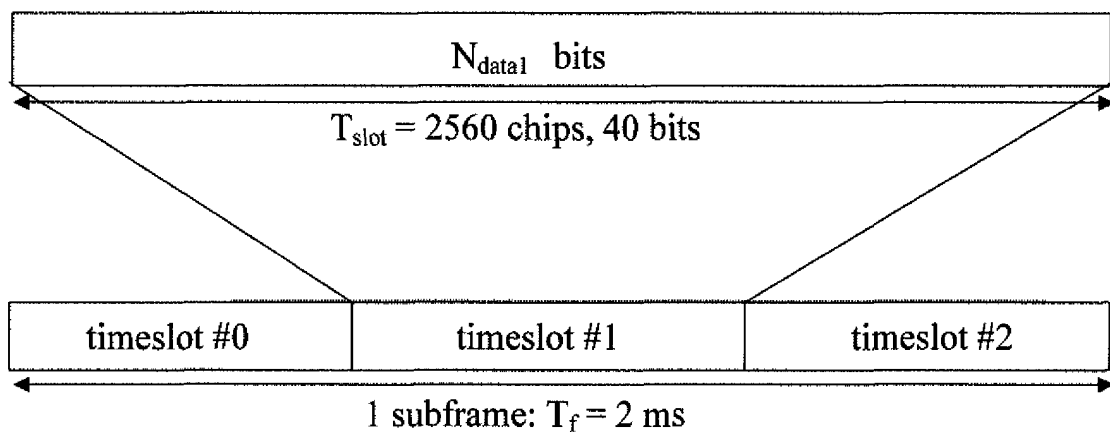 N_data1 bits
T_slot = 2560 chips, 40 bits
timeslot #0 timeslot #1 timeslot #2
1 subframe: T_f = 2 ms